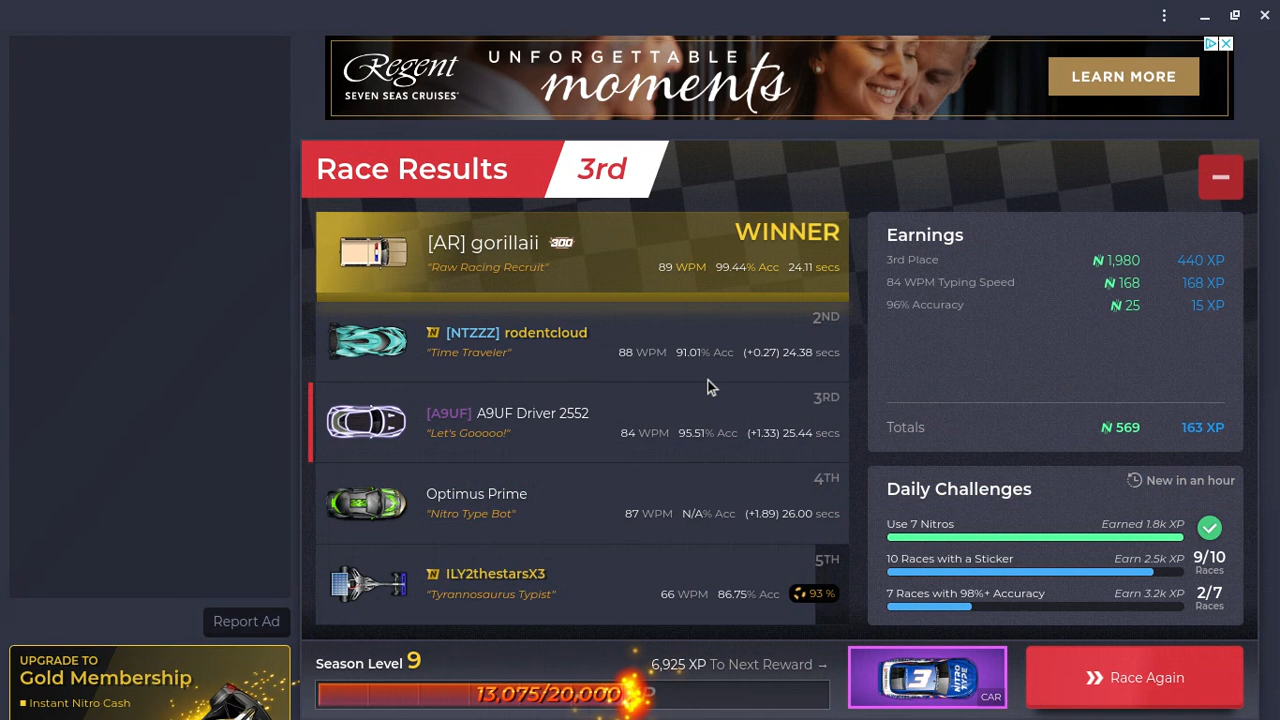 Regent
SEVEN SEAS CRUISES
UNFORGETTABLE
moments
LEARN MORE
Race Results
3rd
[AR] gorillaii 300
"Raw Racing Recruit"
WINNER
89 WPM 99.44% Acc 24.11 secs
2ND
[NTZZZ] rodentcloud
"Time Traveler"
88 WPM 91.01% Acc (+0.27) 24.38 secs
3RD
[A9UF] A9UF Driver 2552
"Let's Gooooo!"
84 WPM 95.51% Acc (+1.33) 25.44 secs
4TH
Optimus Prime
"Nitro Type Bot"
87 WPM N/A% Acc (+1.89) 26.00 secs
5TH
ILY2thestarsX3
"Tyrannosaurus Typist"
66 WPM 86.75% Acc 93 %
Earnings
3rd Place N 1,980 440 XP
84 WPM Typing Speed N 168 168 XP
96% Accuracy N 25 15 XP
Totals N 569 163 XP
Daily Challenges
New in an hour
Use 7 Nitros Earned 1.8k XP
10 Races with a Sticker Earn 2.5k XP 9/10
Races
7 Races with 98%+ Accuracy Earn 3.2k XP 2/7
Races
Report Ad
UPGRADE TO
Gold Membership
Instant Nitro Cash
Season Level 9
6,925 XP To Next Reward →
13,075/20,000 XP
3
NITRO TYPE
CAR
Race Again